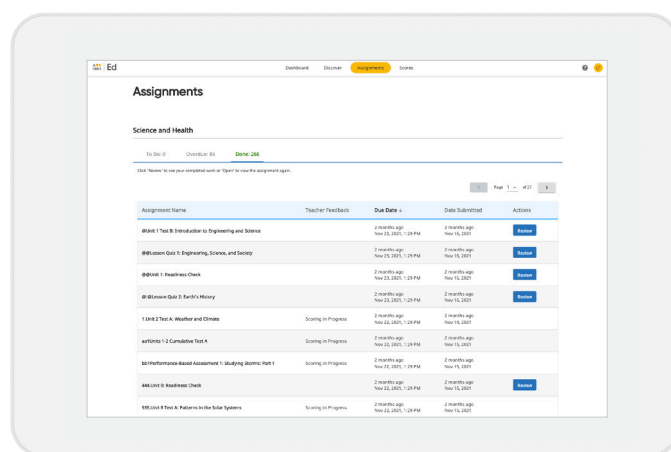 Ed
Dashboard Discover Assignments Scores
Assignments
Science and Health
To Do: 0 Overdue: 86 Done: 266
Click "Review" to see your completed work or "Open" to view the assignment again.
Page 1 of 27
Assignment Name Teacher Feedback Due Date Date Submitted Actions
@Unit 1 Test B: Introduction to Engineering and Science 2 months ago 2 months ago Review
Nov 23, 2021, 1:29 PM Nov 16, 2021
@@Lesson Quiz 1: Engineering, Science, and Society 2 months ago 2 months ago Review
Nov 23, 2021, 1:29 PM Nov 16, 2021
@@Unit 1: Readiness Check 2 months ago 2 months ago Review
Nov 23, 2021, 1:29 PM Nov 16, 2021
@!@Lesson Quiz 2: Earth's History 2 months ago 2 months ago Review
Nov 23, 2021, 1:29 PM Nov 16, 2021
1.Unit 2 Test A: Weather and Climate Scoring in Progress 2 months ago 2 months ago
Nov 22, 2021, 1:29 PM Nov 14, 2021
Units 1-2 Cumulative Test A Scoring in Progress 2 months ago 2 months ago
Nov 22, 2021, 1:29 PM Nov 15, 2021
Assessment 1: Studying Storms: Part 1 Scoring in Progress 2 months ago 2 months ago
Nov 22, 2021, 1:29 PM Nov 15, 2021
444.Unit 9: Readiness Check 2 months ago 2 months ago Review
Nov 22, 2021, 1:29 PM Nov 15, 2021
555.Unit 8 Test A: Patterns in the Solar Systems Scoring in Progress 2 months ago 2 months ago
Nov 22, 2021, 1:29 PM Nov 15, 2021